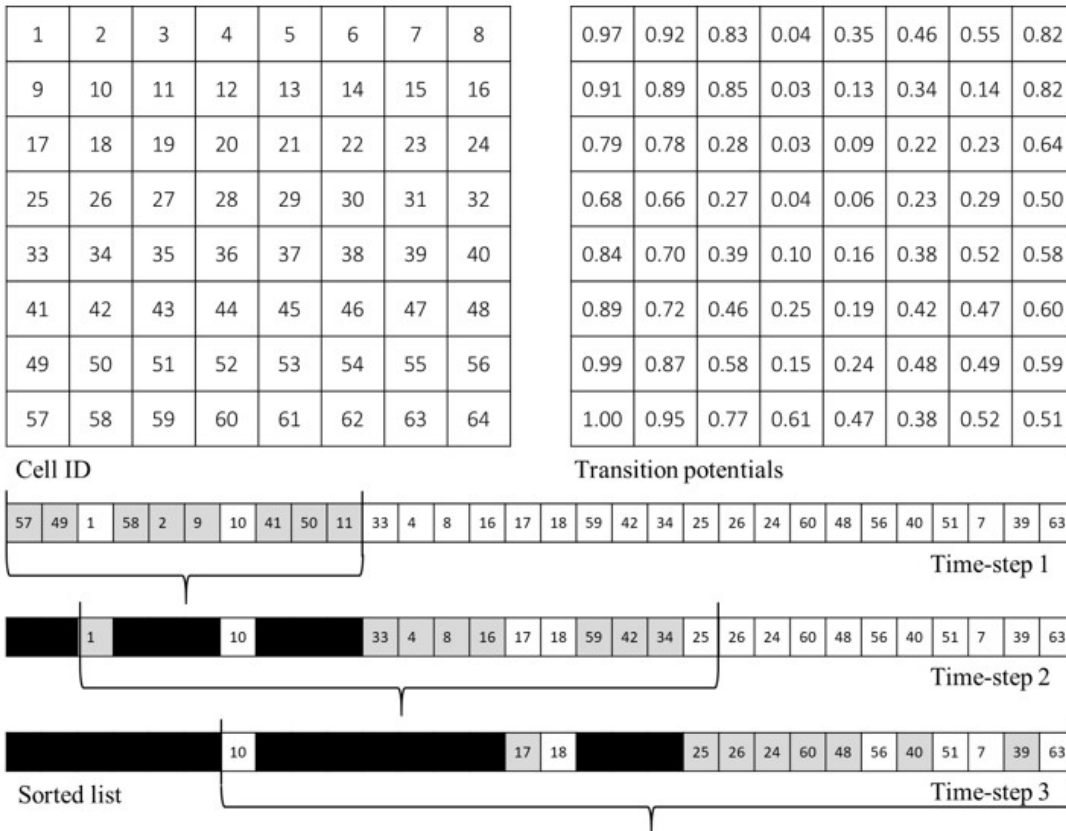 1 2 3 4 5 6 7 8 0.97 0.92 0.83 0.04 0.35 0.46 0.55 0.82
9 10 11 12 13 14 15 16 0.91 0.89 0.85 0.03 0.13 0.34 0.14 0.82
17 18 19 20 21 22 23 24 0.79 0.78 0.28 0.03 0.09 0.22 0.23 0.64
25 26 27 28 29 30 31 32 0.68 0.66 0.27 0.04 0.06 0.23 0.29 0.50
33 34 35 36 37 38 39 40 0.84 0.70 0.39 0.10 0.16 0.38 0.52 0.58
41 42 43 44 45 46 47 48 0.89 0.72 0.46 0.25 0.19 0.42 0.47 0.60
49 50 51 52 53 54 55 56 0.99 0.87 0.58 0.15 0.24 0.48 0.49 0.59
57 58 59 60 61 62 63 64 1.00 0.95 0.77 0.61 0.47 0.38 0.52 0.51
Cell ID Transition potentials
57 49 1 58 2 9 10 41 50 11 33 4 8 16 17 18 59 42 34 25 26 24 60 48 56 40 51 7 39 63
Time-step 1
1 10 33 4 8 16 17 18 59 42 34 25 26 24 60 48 56 40 51 7 39 63
Time-step 2
10 17 18 25 26 24 60 48 56 40 51 7 39 63
Sorted list Time-step 3